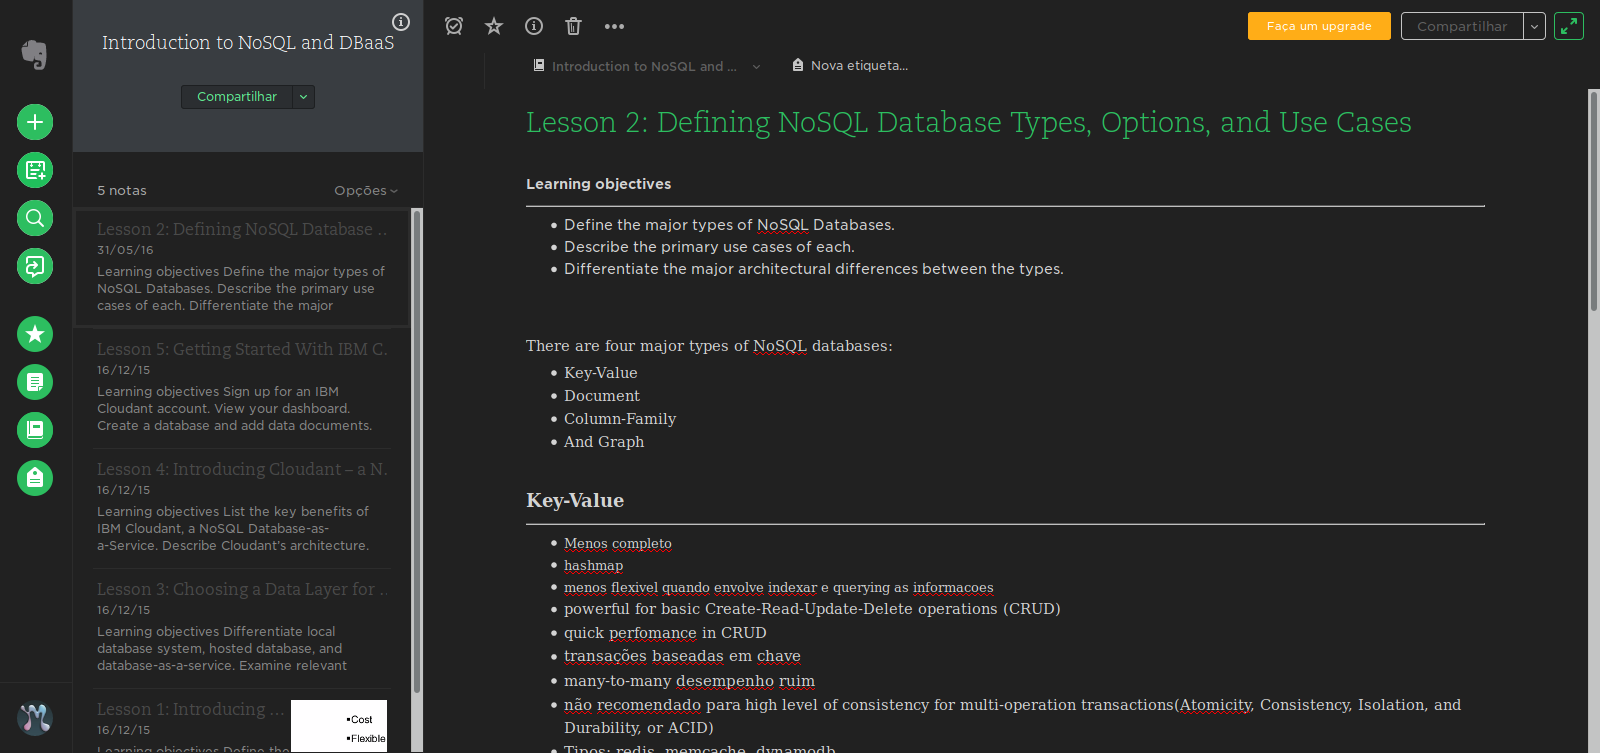 Introduction to NoSQL and DBaaS
Compartilhar
5 notas
Opções
Lesson 2: Defining NoSQL Database ..
31/05/16
Learning objectives Define the major types of
NoSQL Databases. Describe the primary use
cases of each. Differentiate the major
Lesson 5: Getting Started With IBM C.
16/12/15
Learning objectives Sign up for an IBM
Cloudant account. View your dashboard.
Create a database and add data documents.
Lesson 4: Introducing Cloudant – a N.
16/12/15
Learning objectives List the key benefits of
IBM Cloudant, a NoSQL Database-as-
a-Service. Describe Cloudant's architecture.
Lesson 3: Choosing a Data Layer for ..
16/12/15
Learning objectives Differentiate local
database system, hosted database, and
database-as-a-service. Examine relevant
Lesson 1: Introducing ...
16/12/15
Learning objectives Define the
•Cost
•Flexible
Faça um upgrade
Compartilhar
Introduction to NoSQL and ...
Nova etiqueta...
Lesson 2: Defining NoSQL Database Types, Options, and Use Cases
Learning objectives
• Define the major types of NoSQL Databases.
• Describe the primary use cases of each.
• Differentiate the major architectural differences between the types.
There are four major types of NoSQL databases:
• Key-Value
• Document
• Column-Family
• And Graph
Key-Value
• Menos completo
• hashmap
• menos flexivel quando envolve indexar e querying as informacoes
• powerful for basic Create-Read-Update-Delete operations (CRUD)
• quick perfomance in CRUD
• transações baseadas em chave
• many-to-many desempenho ruim
• não recomendado para high level of consistency for multi-operation transactions(Atomicity, Consistency, Isolation, and
Durability, or ACID)
• Tipos: redis, memcache, dynamodb